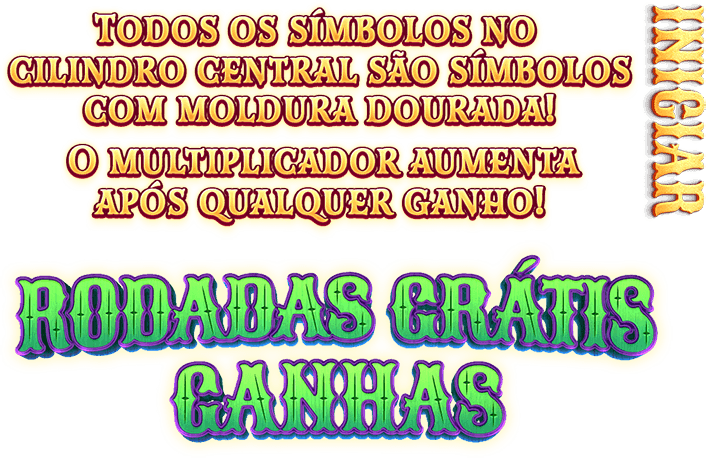 Todos os símbolos no
cilindro central são símbolos
com moldura dourada!
O multiplicador aumenta
após qualquer ganho!
RODADAS GRÁTIS
GANHAS
INICIAR